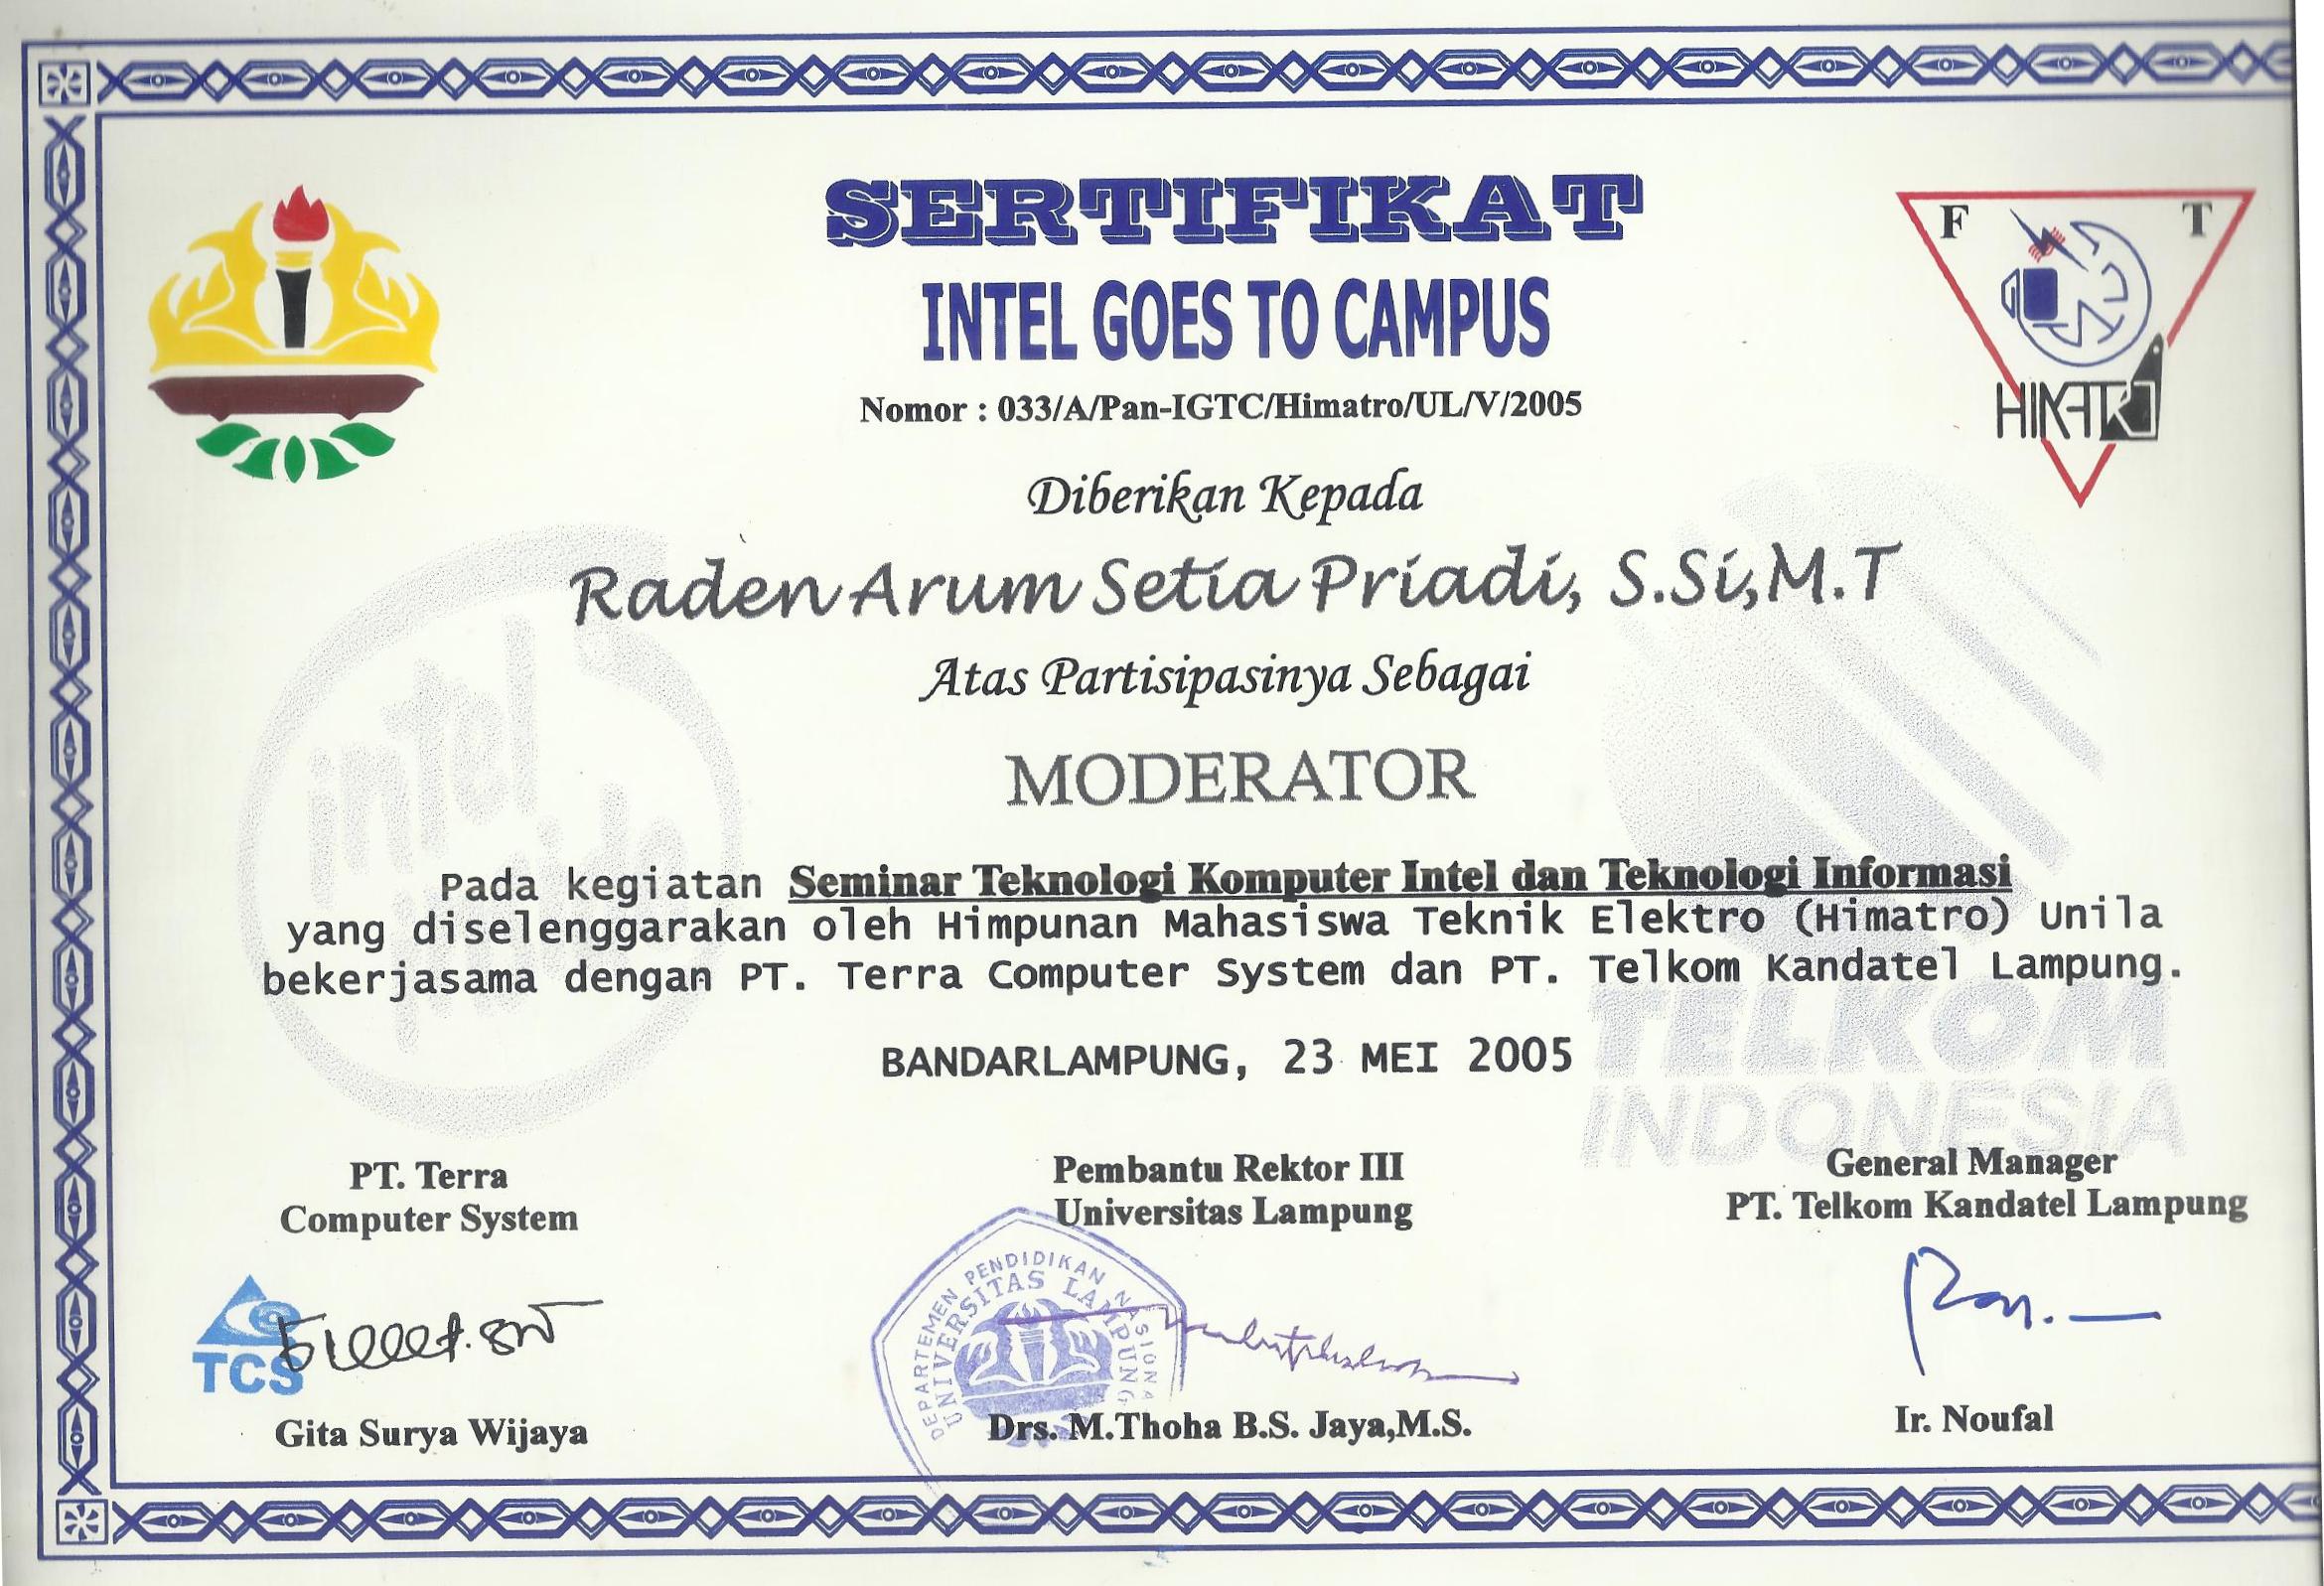 SERTIFIKAT
INTEL GOES TO CAMPUS
Nomor : 033/A/Pan-IGTC/Himatro/UL/V/2005
F T
HIMATRO
Diberikan Kepada
Raden Arum Setia Priadi, S.Si,M.T
Atas Partisipasinya Sebagai
MODERATOR
intel
inside
Pada kegiatan Seminar Teknologi Komputer Intel dan Teknologi Informasi
yang diselenggarakan oleh Himpunan Mahasiswa Teknik Elektro (Himatro) Unila
bekerjasama dengan PT. Terra Computer System dan PT. Telkom Kandatel Lampung.
TELKOM
INDONESIA
BANDARLAMPUNG, 23 MEI 2005
PT. Terra
Computer System
TCS
Gita Surya Wijaya
Pembantu Rektor III
Universitas Lampung
DEPARTEMEN PENDIDIKAN NASIONA
UNIVERSITAS LAMPUNG
Drs. M.Thoha B.S. Jaya,M.S.
General Manager
PT. Telkom Kandatel Lampung
Ir. Noufal